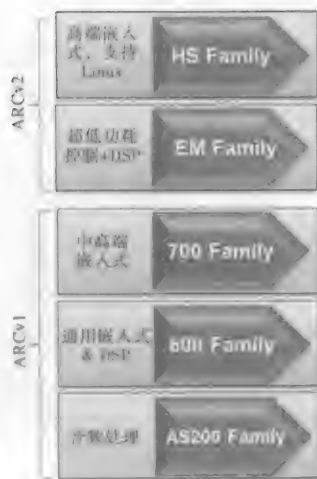 ARCv2
高端嵌入
式、支持
Linux
HS Family
超低功耗
控制+DSP
EM Family
ARCv1
中高端
嵌入式
700 Family
通用嵌入式
& DSP
600 Family
音频处理
AS200 Family